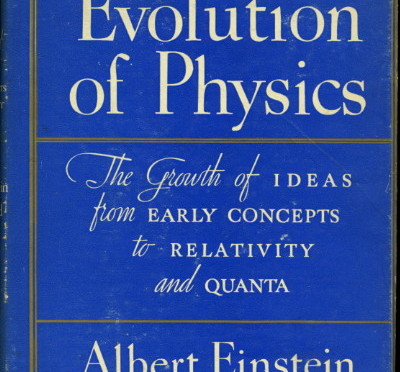 Evolution
of Physics
The Growth of IDEAS
from EARLY CONCEPTS
to RELATIVITY
and QUANTA
Albert Einstein